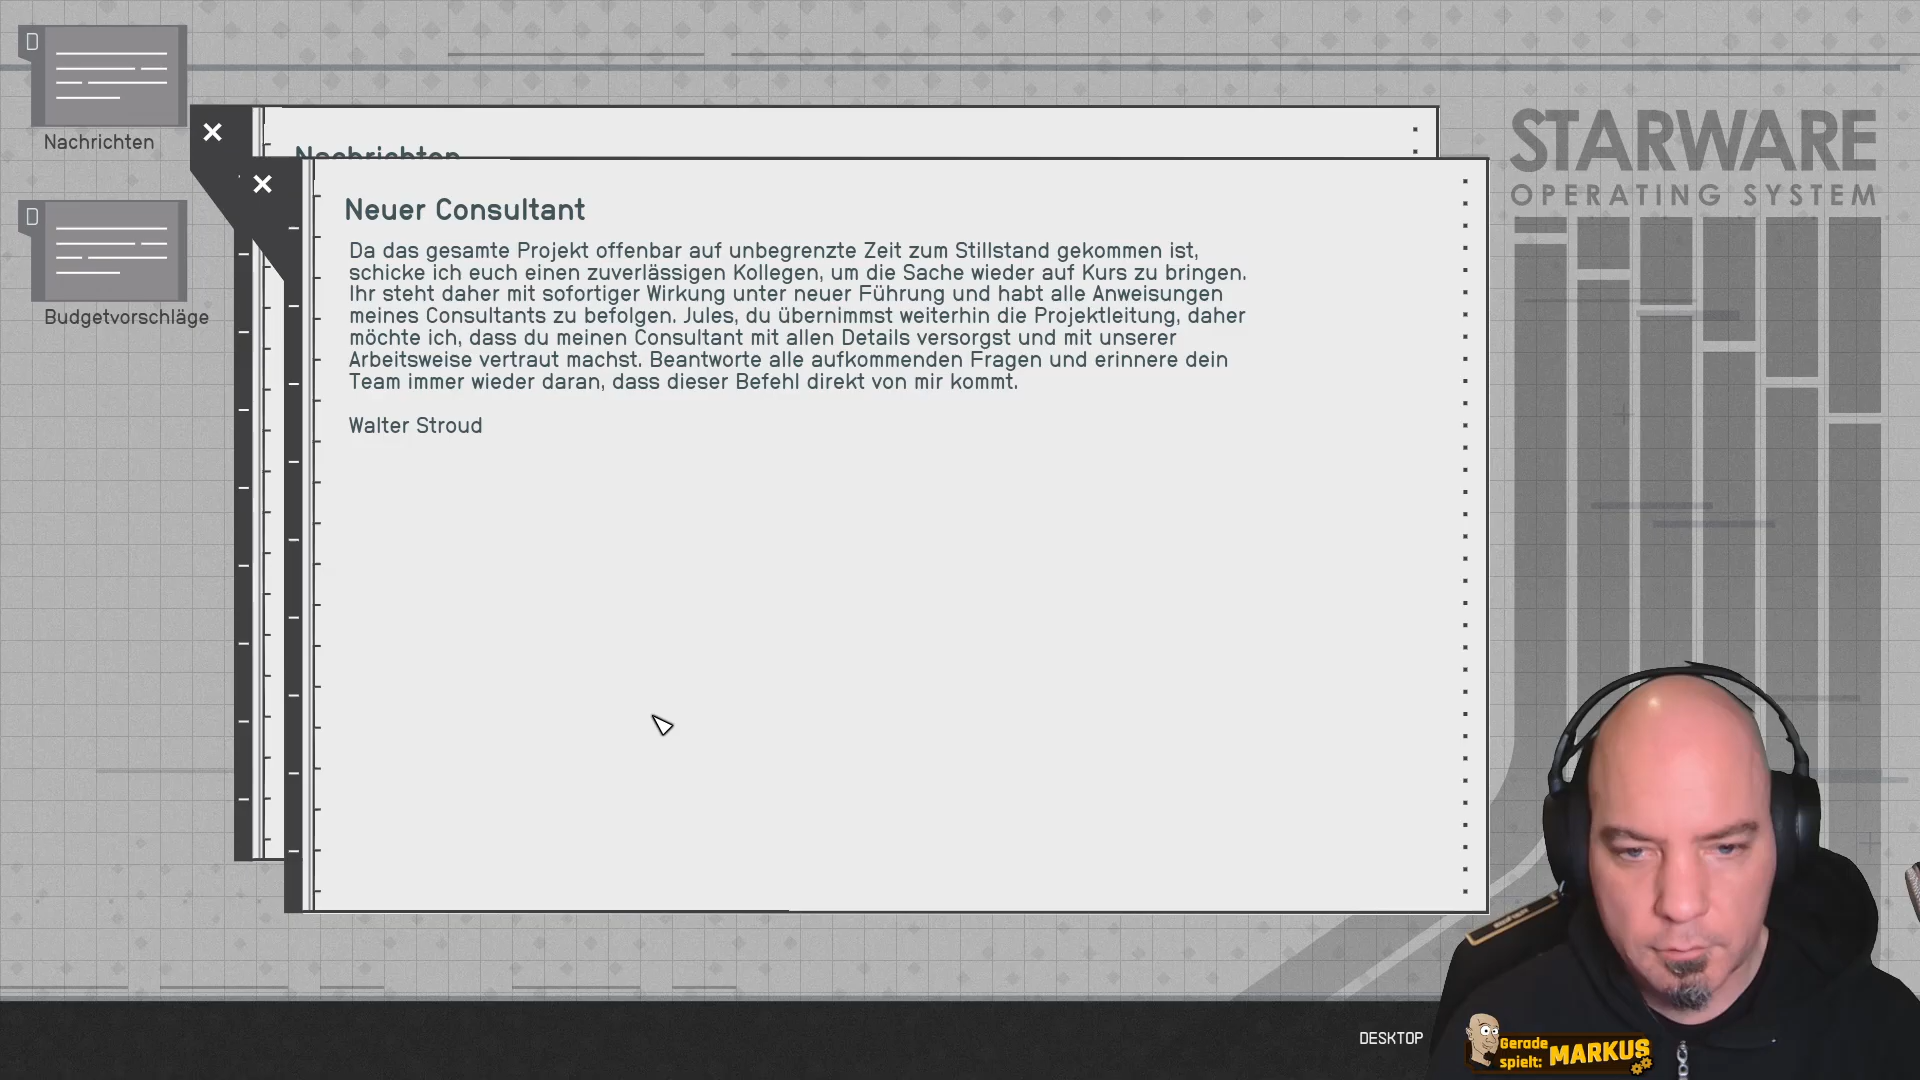 Nachrichten
Budgetvorschläge
Nachrichten
Neuer Consultant
Da das gesamte Projekt offenbar auf unbegrenzte Zeit zum Stillstand gekommen ist,
schicke ich euch einen zuverlässigen Kollegen, um die Sache wieder auf Kurs zu bringen.
Ihr steht daher mit sofortiger Wirkung unter neuer Führung und habt alle Anweisungen
meines Consultants zu befolgen. Jules, du übernimmst weiterhin die Projektleitung, daher
möchte ich, dass du meinen Consultant mit allen Details versorgst und mit unserer
Arbeitsweise vertraut machst. Beantworte alle aufkommenden Fragen und erinnere dein
Team immer wieder daran, dass dieser Befehl direkt von mir kommt.
Walter Stroud
STARWARE
OPERATING SYSTEM
DESKTOP
Gerade
spielt: MARKUS